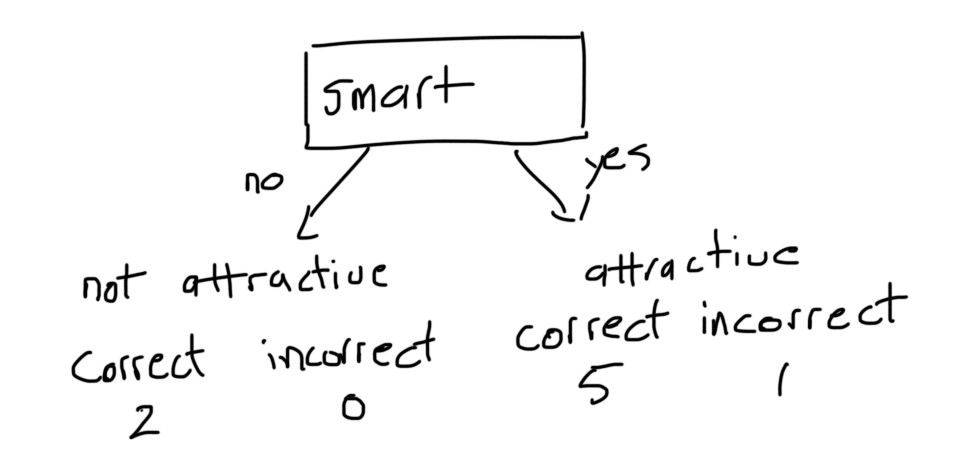 smart
no
yes
not attractive
attractive
correct incorrect
correct incorrect
2 0
5 1